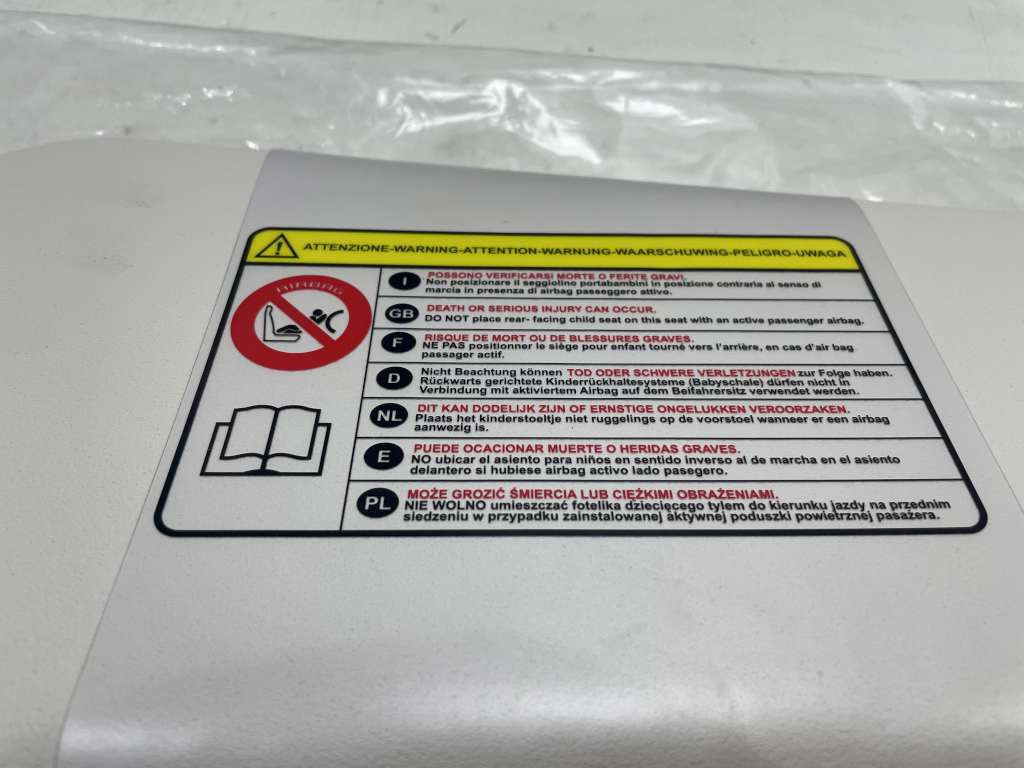 ATTENZIONE-WARNING-ATTENTION-WARNUNG-WAARSCHUWING-PELIGRO-UWAGA
AIRBAG
I POSSONO VERIFICARSI MORTE O FERITE GRAVI.
Non posizionare il seggiolino portabambini in posizione contraria al senso di
marcia in presenza di airbag passeggero attivo.
GB DEATH OR SERIOUS INJURY CAN OCCUR.
DO NOT place rear- facing child seat on this seat with an active passenger airbag.
F RISQUE DE MORT OU DE BLESSURES GRAVES.
NE PAS positionner le siège pour enfant tourné vers l'arrière, en cas d'air bag
passager actif.
D Nicht Beachtung können TOD ODER SCHWERE VERLETZUNGEN zur Folge haben.
Rückwarts gerichtete Kinderrückhaltesysteme (Babyschale) dürfen nicht in
Verbindung mit aktiviertem Airbag auf dem Beifahrersitz verwendet werden.
NL DIT KAN DODELIJK ZIJN OF ERNSTIGE ONGELUKKEN VEROORZAKEN.
Plaats het kinderstoeltje niet ruggelings op de voorstoel wanneer er een airbag
aanwezig is.
E PUEDE OCACIONAR MUERTE O HERIDAS GRAVES.
NO ubicar el asiento para niños en sentido inverso al de marcha en el asiento
delantero si hubiese airbag activo lado pasegero.
PL MOŻE GROZIĆ ŚMIERCIA LUB CIĘŻKIMI OBRAŻENIAMI.
NIE WOLNO umieszczać fotelika dziecięcego tylem do kierunku jazdy na przednim
siedzeniu w przypadku zainstalowanej aktywnej poduszki powietrznej pasażera.